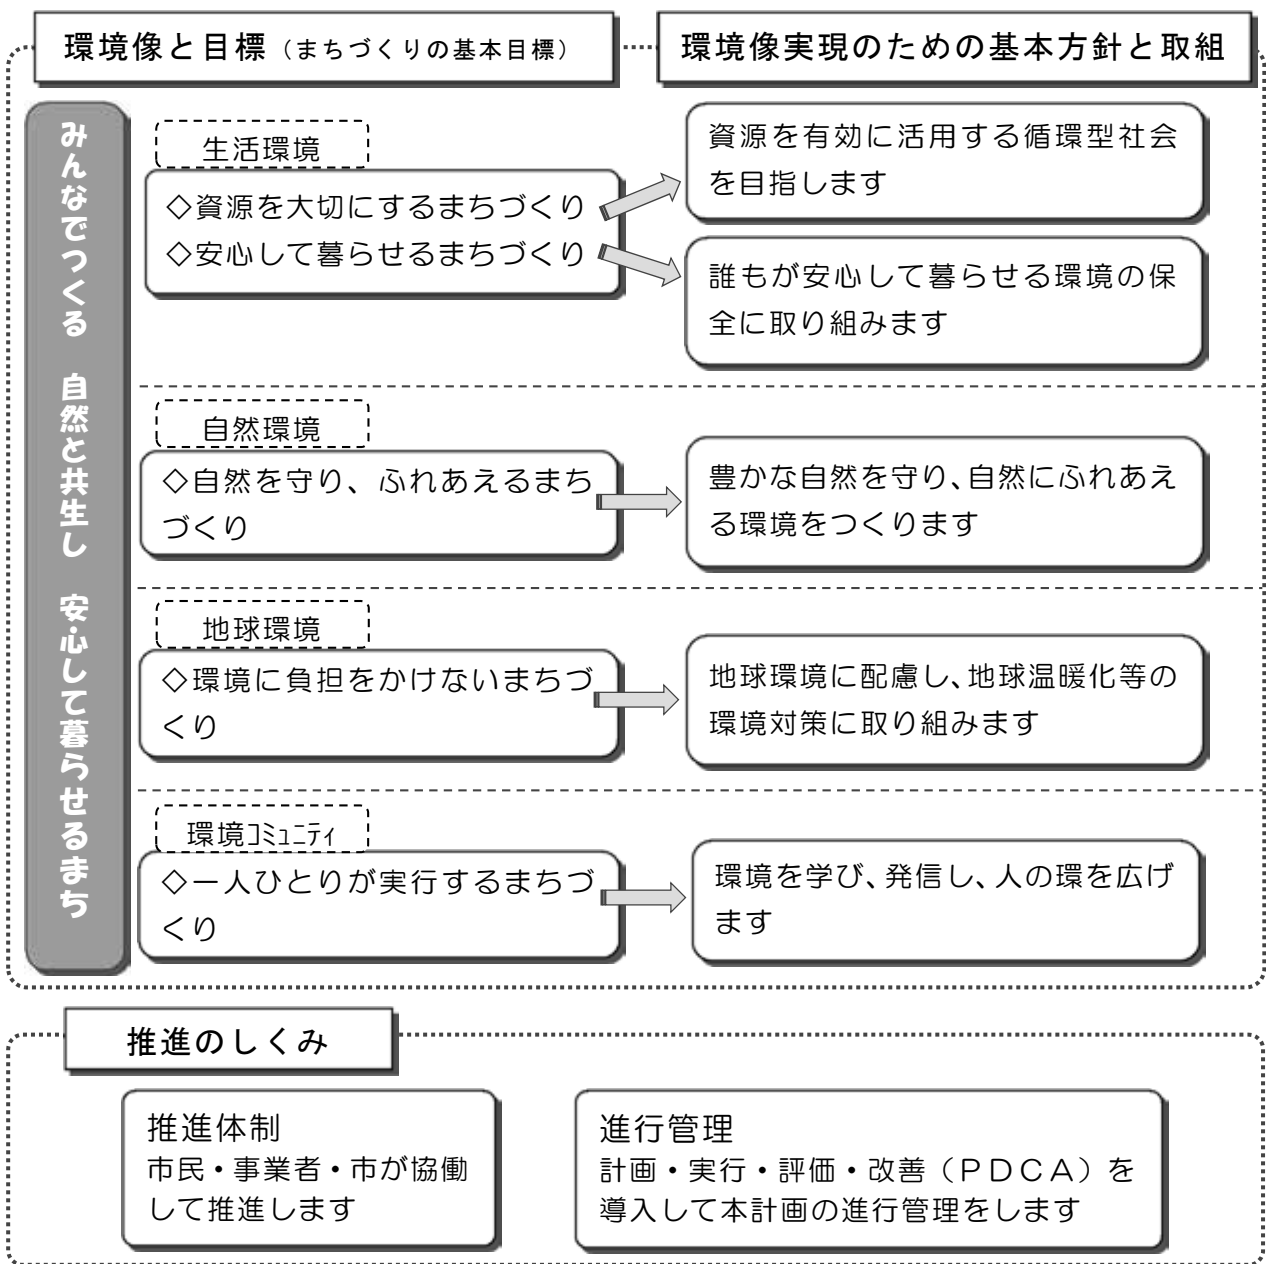 環境像と目標（まちづくりの基本目標）
環境像実現のための基本方針と取組
みんなでつくる　自然と共生し　安心して暮らせるまち
生活環境
◇資源を大切にするまちづくり
◇安心して暮らせるまちづくり
資源を有効に活用する循環型社会
を目指します
誰もが安心して暮らせる環境の保
全に取り組みます
自然環境
◇自然を守り、ふれあえるまち
づくり
豊かな自然を守り、自然にふれあえ
る環境をつくります
地球環境
◇環境に負担をかけないまちづ
くり
地球環境に配慮し、地球温暖化等の
環境対策に取り組みます
環境ｺﾐｭﾆﾃｨ
◇一人ひとりが実行するまちづ
くり
環境を学び、発信し、人の環を広げ
ます
推進のしくみ
推進体制
市民・事業者・市が協働
して推進します
進行管理
計画・実行・評価・改善（ＰＤＣＡ）を
導入して本計画の進行管理をします